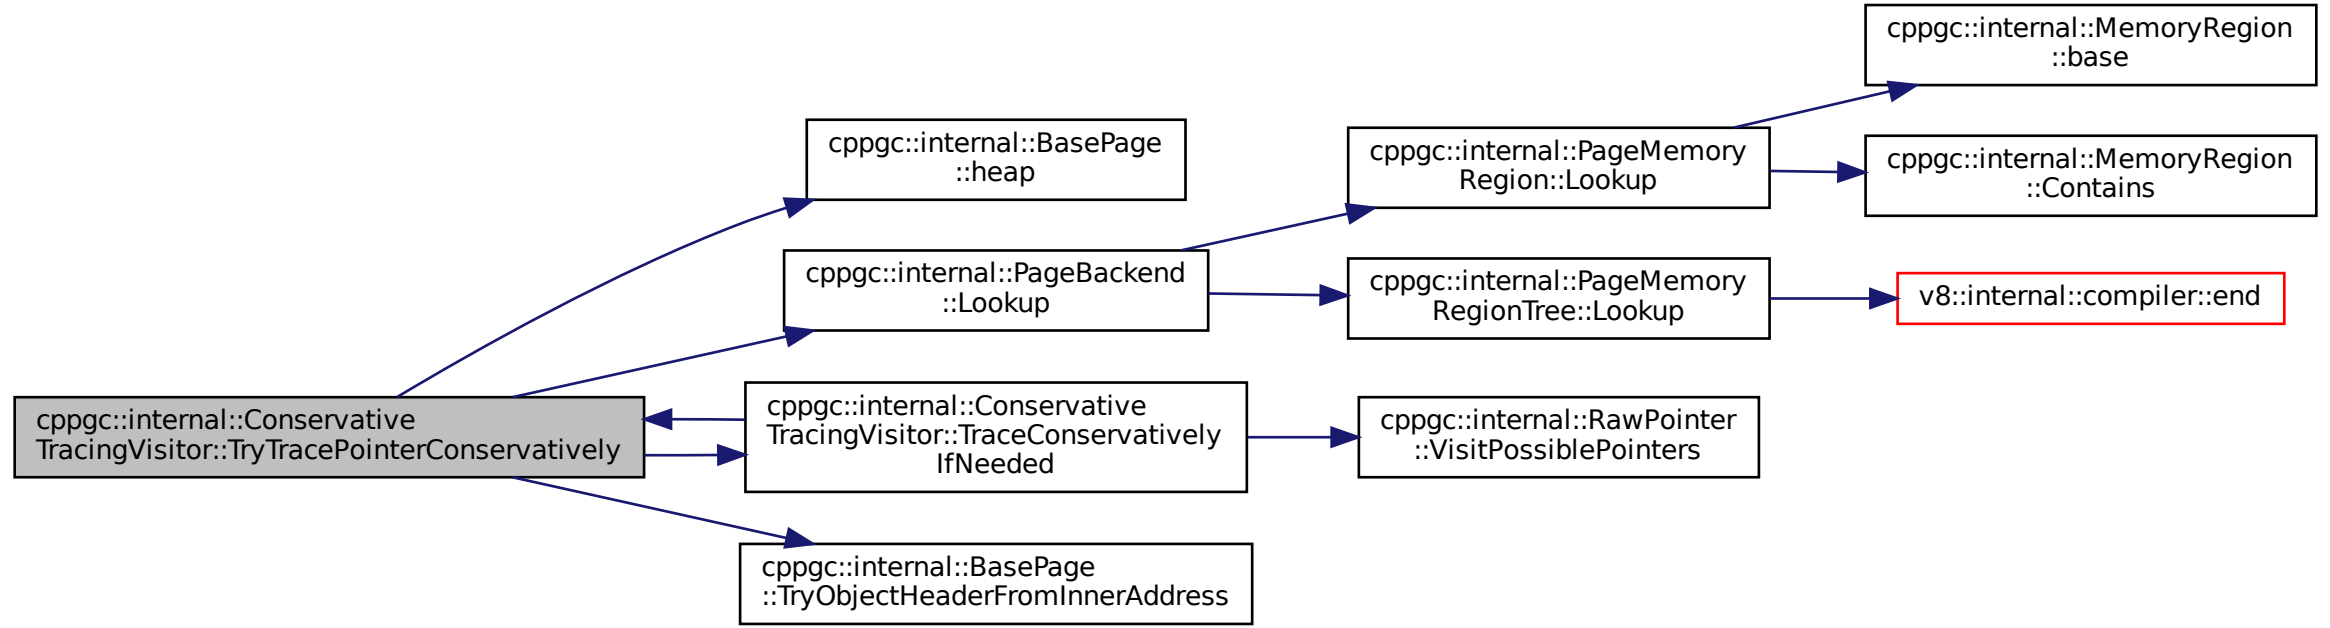 cppgc::internal::MemoryRegion
::base
cppgc::internal::BasePage
::heap
cppgc::internal::PageMemory
Region::Lookup
cppgc::internal::MemoryRegion
::Contains
cppgc::internal::PageBackend
::Lookup
cppgc::internal::PageMemory
RegionTree::Lookup
v8::internal::compiler::end
cppgc::internal::Conservative
TracingVisitor::TryTracePointerConservatively
cppgc::internal::Conservative
TracingVisitor::TraceConservatively
IfNeeded
cppgc::internal::RawPointer
::VisitPossiblePointers
cppgc::internal::BasePage
::TryObjectHeaderFromInnerAddress